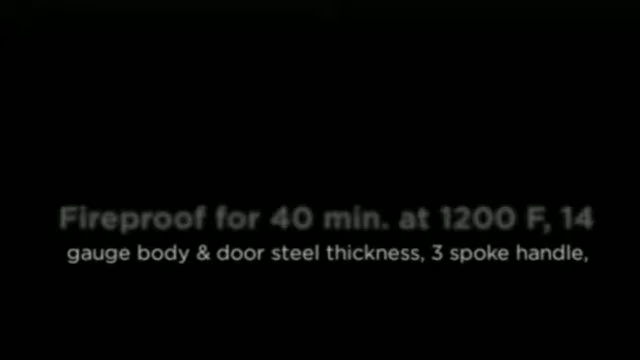 Fireproof for 40 min. at 1200 F, 14
gauge body & door steel thickness, 3 spoke handle,